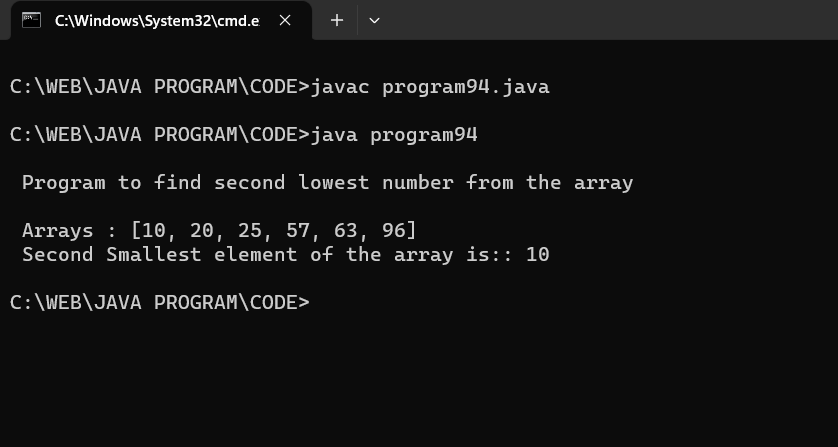 C:\Windows\System32\cmd.e
C:\WEB\JAVA PROGRAM\CODE>javac program94.java
C:\WEB\JAVA PROGRAM\CODE>java program94
Program to find second lowest number from the array
Arrays : [10, 20, 25, 57, 63, 96]
Second Smallest element of the array is:: 10
C:\WEB\JAVA PROGRAM\CODE>